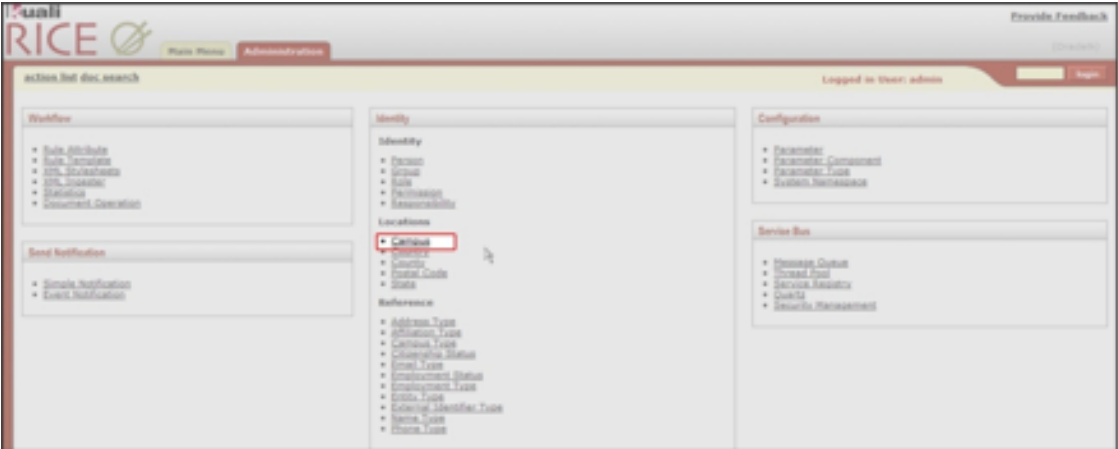 Kuali
RICE
Main Menu
Administration
Provide Feedback
action list doc search
Logged in User: admin
login
Workflow
Rule Attribute
Rule Template
XML Stylesheets
XML Ingester
Statistics
Document Operation
Send Notification
Simple Notification
Event Notification
Identity
Identity
Person
Group
Role
Permission
Responsibility
Locations
Campus
Country
County
Postal Code
State
Reference
Address Type
Affiliation Type
Campus Type
Citizenship Status
Email Type
Employment Status
Employment Type
Entity Type
External Identifier Type
Name Type
Phone Type
Configuration
Parameter
Parameter Component
Parameter Type
System Namespace
Service Bus
Message Queue
Thread Pool
Service Registry
Quartz
Security Management